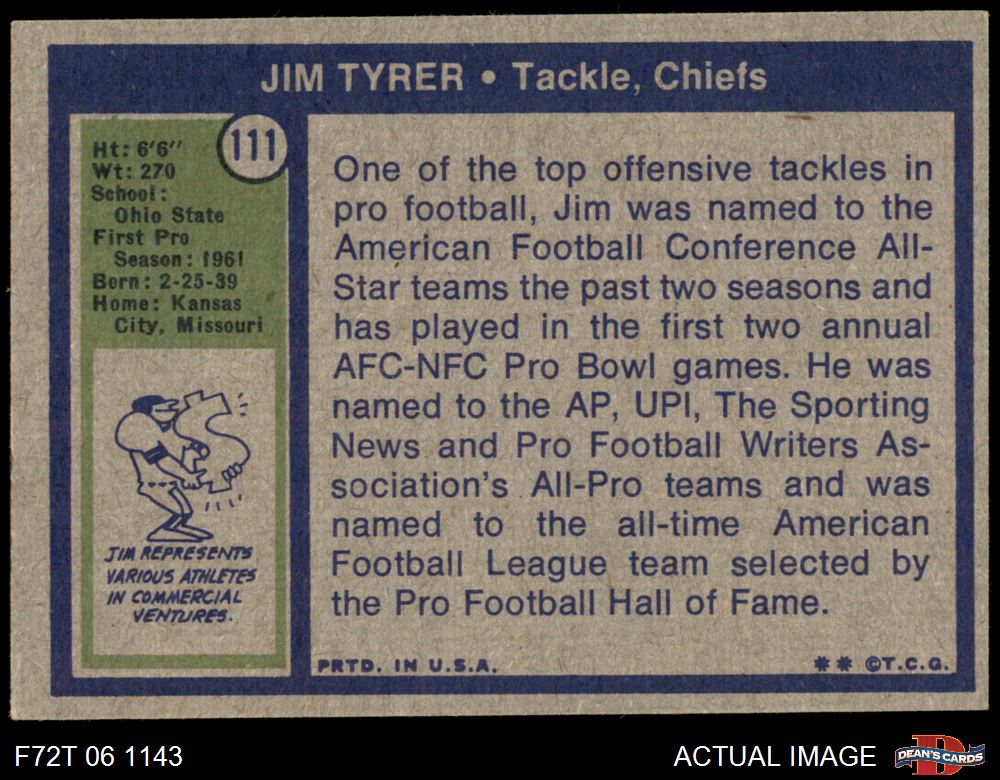 JIM TYRER • Tackle, Chiefs
111
Ht: 6'6''
Wt: 270
School:
Ohio State
First Pro
Season: 1961
Born: 2-25-39
Home: Kansas
City, Missouri
JIM REPRESENTS
VARIOUS ATHLETES
IN COMMERCIAL
VENTURES.
One of the top offensive tackles in
pro football, Jim was named to the
American Football Conference All-
Star teams the past two seasons and
has played in the first two annual
AFC-NFC Pro Bowl games. He was
named to the AP, UPI, The Sporting
News and Pro Football Writers As-
sociation's All-Pro teams and was
named to the all-time American
Football League team selected by
the Pro Football Hall of Fame.
PRTD. IN U.S.A.
** ©T.C.G.
F72T 06 1143
ACTUAL IMAGE
D
DEAN'S CARDS